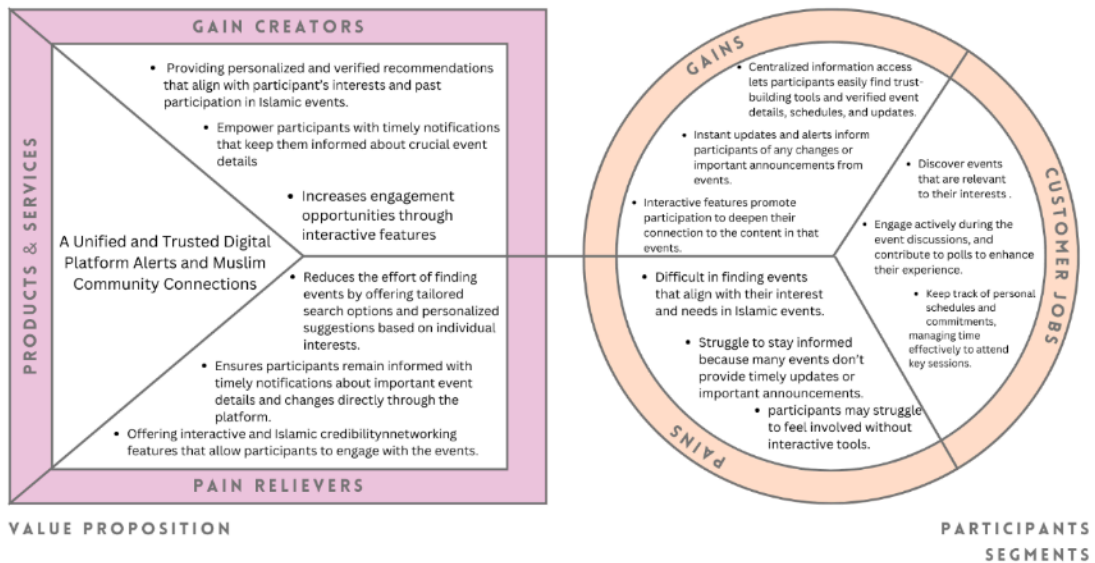 GAIN CREATORS
• Providing personalized and verified recommendations
that align with participant's interests and past
participation in Islamic events.
• Empower participants with timely notifications
that keep them informed about crucial event
details
• Increases engagement
opportunities through
interactive features
PRODUCTS & SERVICES
A Unified and Trusted Digital
Platform Alerts and Muslim
Community Connections
• Reduces the effort of finding
events by offering tailored
search options and personalized
suggestions based on individual
interests.
• Ensures participants remain informed with
timely notifications about important event
details and changes directly through the
platform.
• Offering interactive and Islamic credibilitynnetworking
features that allow participants to engage with the events.
PAIN RELIEVERS
VALUE PROPOSITION
GAINS
• Centralized information access
lets participants easily find trust-
building tools and verified event
details, schedules, and updates.
• Instant updates and alerts inform
participants of any changes or
important announcements from
events.
• Interactive features promote
participation to deepen their
connection to the content in that
events.
CUSTOMER JOBS
• Discover events
that are relevant
to their interests .
• Engage actively during the
event discussions, and
contribute to polls to enhance
their experience.
• Keep track of personal
schedules and
commitments,
managing time
effectively to attend
key sessions.
• Difficult in finding events
that align with their interest
and needs in Islamic events.
• Struggle to stay informed
because many events don't
provide timely updates or
important announcements.
• participants may struggle
to feel involved without
interactive tools.
PAINS
PARTICIPANTS
SEGMENTS